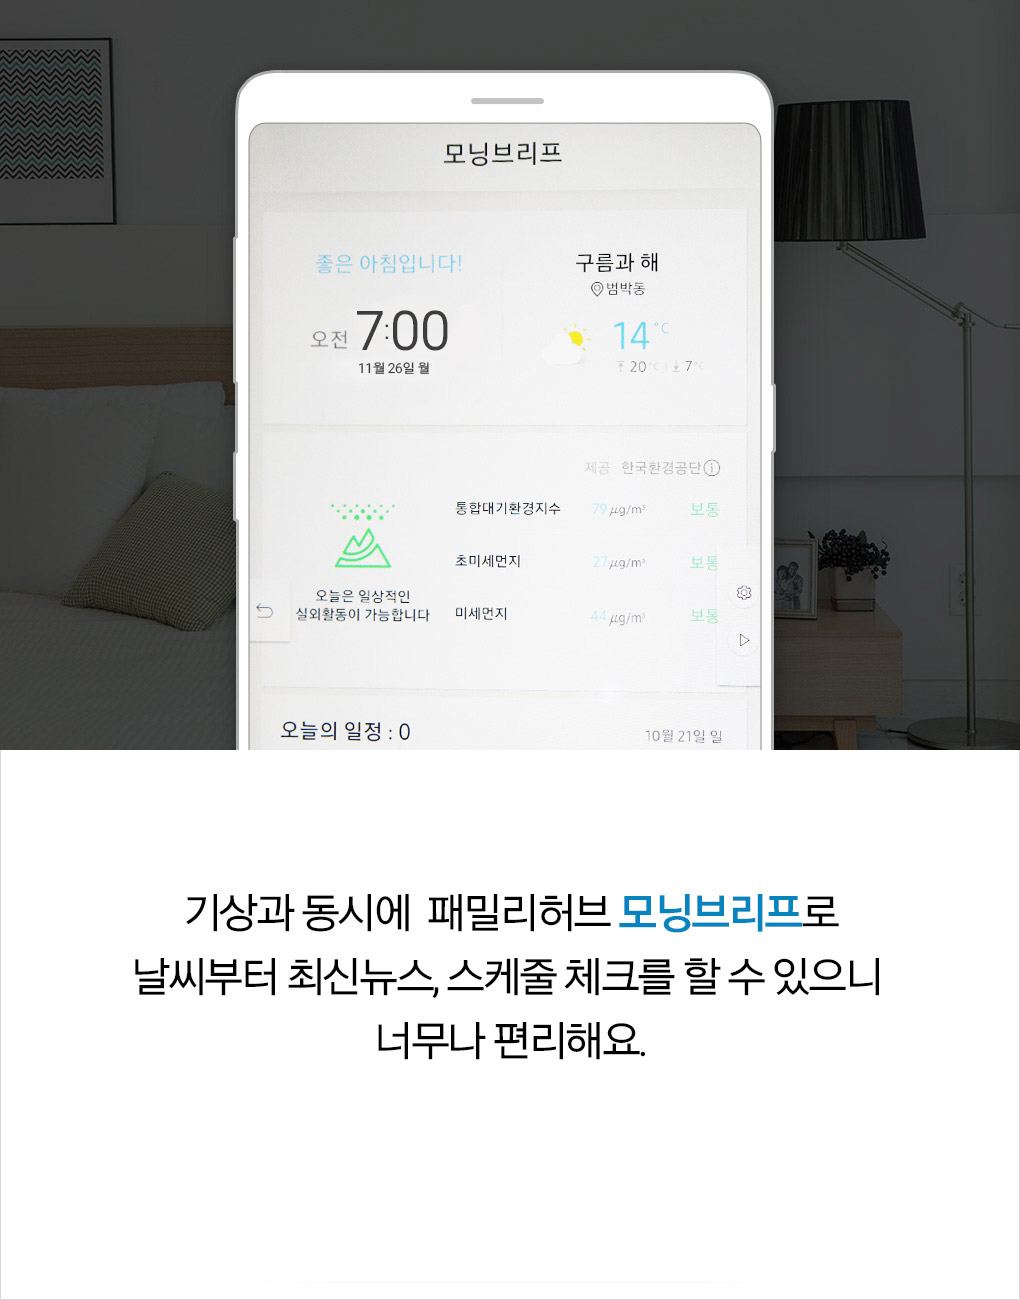 모닝브리프
좋은 아침입니다!
오전 7:00
11월 26일 월
구름과 해
범박동
14°C
20°C 7°C
제공 한국환경공단
통합대기환경지수 79 μg/m³ 보통
초미세먼지 27 μg/m³ 보통
미세먼지 44 μg/m³ 보통
오늘은 일상적인
실외활동이 가능합니다
오늘의 일정 : 0
10월 21일 일
기상과 동시에 패밀리허브 모닝브리프로
날씨부터 최신뉴스, 스케줄 체크를 할 수 있으니
너무나 편리해요.